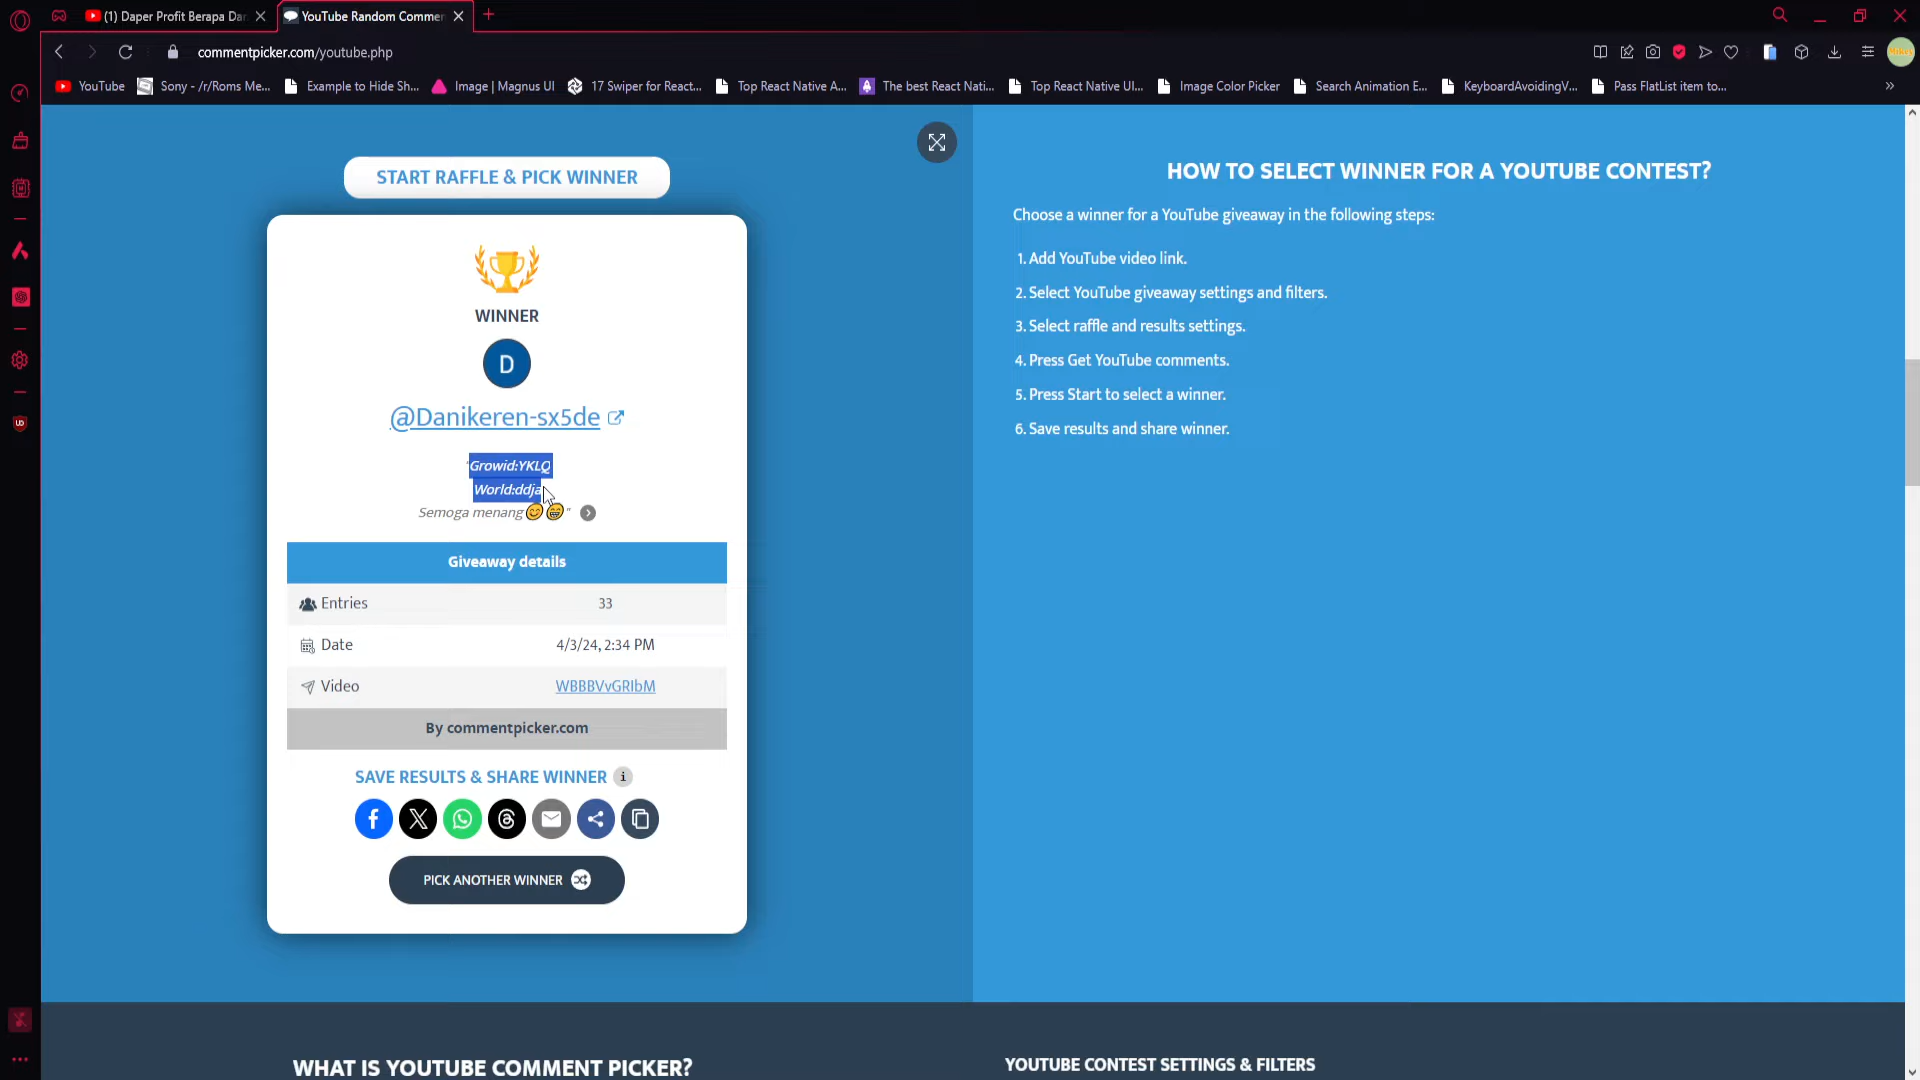 (1) Daper Profit Berapa Dar
YouTube Random Commen
commentpicker.com/youtube.php
YouTube
Sony - /r/Roms Me...
Example to Hide Sh...
Image | Magnus UI
17 Swiper for React...
Top React Native A...
The best React Nati...
Top React Native UI...
Image Color Picker
Search Animation E...
KeyboardAvoidingV...
Pass FlatList item to...
START RAFFLE & PICK WINNER
WINNER
D
@Danikeren-sx5de
"Growid:YKLQ
World:ddja
Semoga menang😊😁"
Giveaway details
Entries 33
Date 4/3/24, 2:34 PM
Video WBBBVvGRIbM
By commentpicker.com
SAVE RESULTS & SHARE WINNER i
PICK ANOTHER WINNER
HOW TO SELECT WINNER FOR A YOUTUBE CONTEST?
Choose a winner for a YouTube giveaway in the following steps:
1. Add YouTube video link.
2. Select YouTube giveaway settings and filters.
3. Select raffle and results settings.
4. Press Get YouTube comments.
5. Press Start to select a winner.
6. Save results and share winner.
WHAT IS YOUTUBE COMMENT PICKER?
YOUTUBE CONTEST SETTINGS & FILTERS